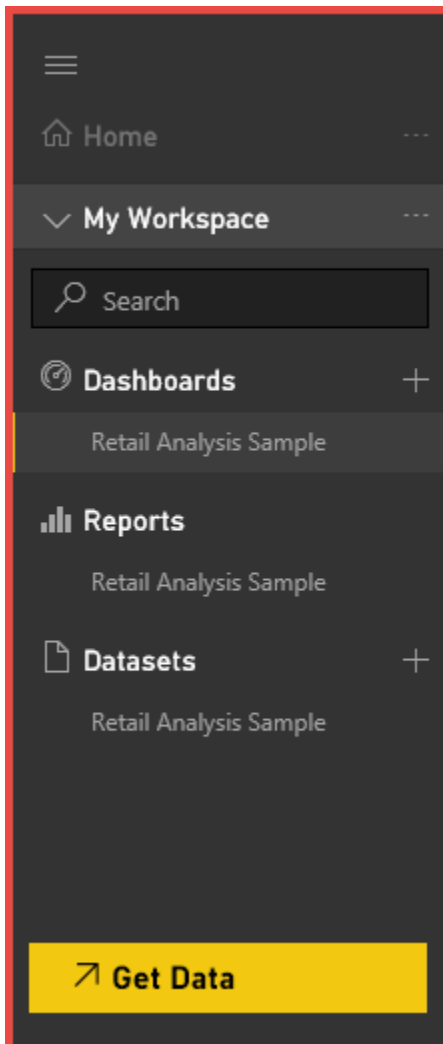 Home
My Workspace
Search
Dashboards
Retail Analysis Sample
Reports
Retail Analysis Sample
Datasets
Retail Analysis Sample
Get Data